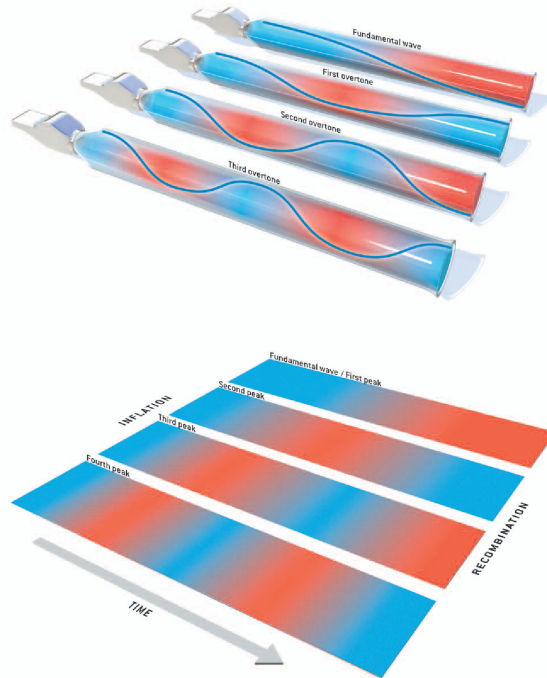 Fundamental wave
First overtone
Second overtone
Third overtone
Fundamental wave / First peak
Second peak
Third peak
Fourth peak
INFLATION
RECOMBINATION
TIME